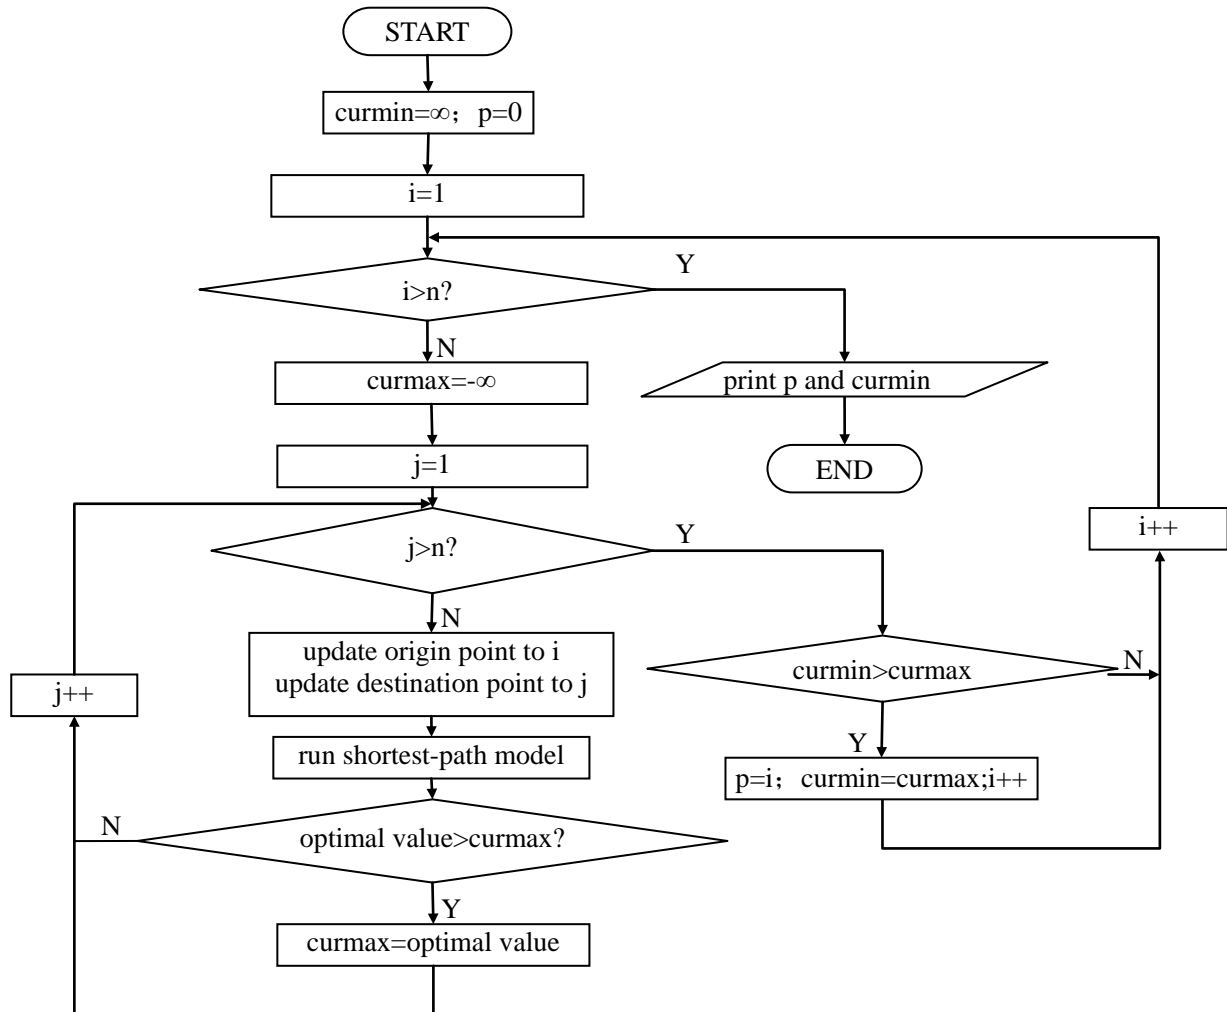 START
curmin=∞；p=0
i=1
i>n?
Y
N
curmax=-∞
print p and curmin
j=1
END
j>n?
Y
i++
N
update origin point to i
update destination point to j
curmin>curmax
N
j++
run shortest-path model
Y
p=i；curmin=curmax;i++
N
optimal value>curmax?
Y
curmax=optimal value